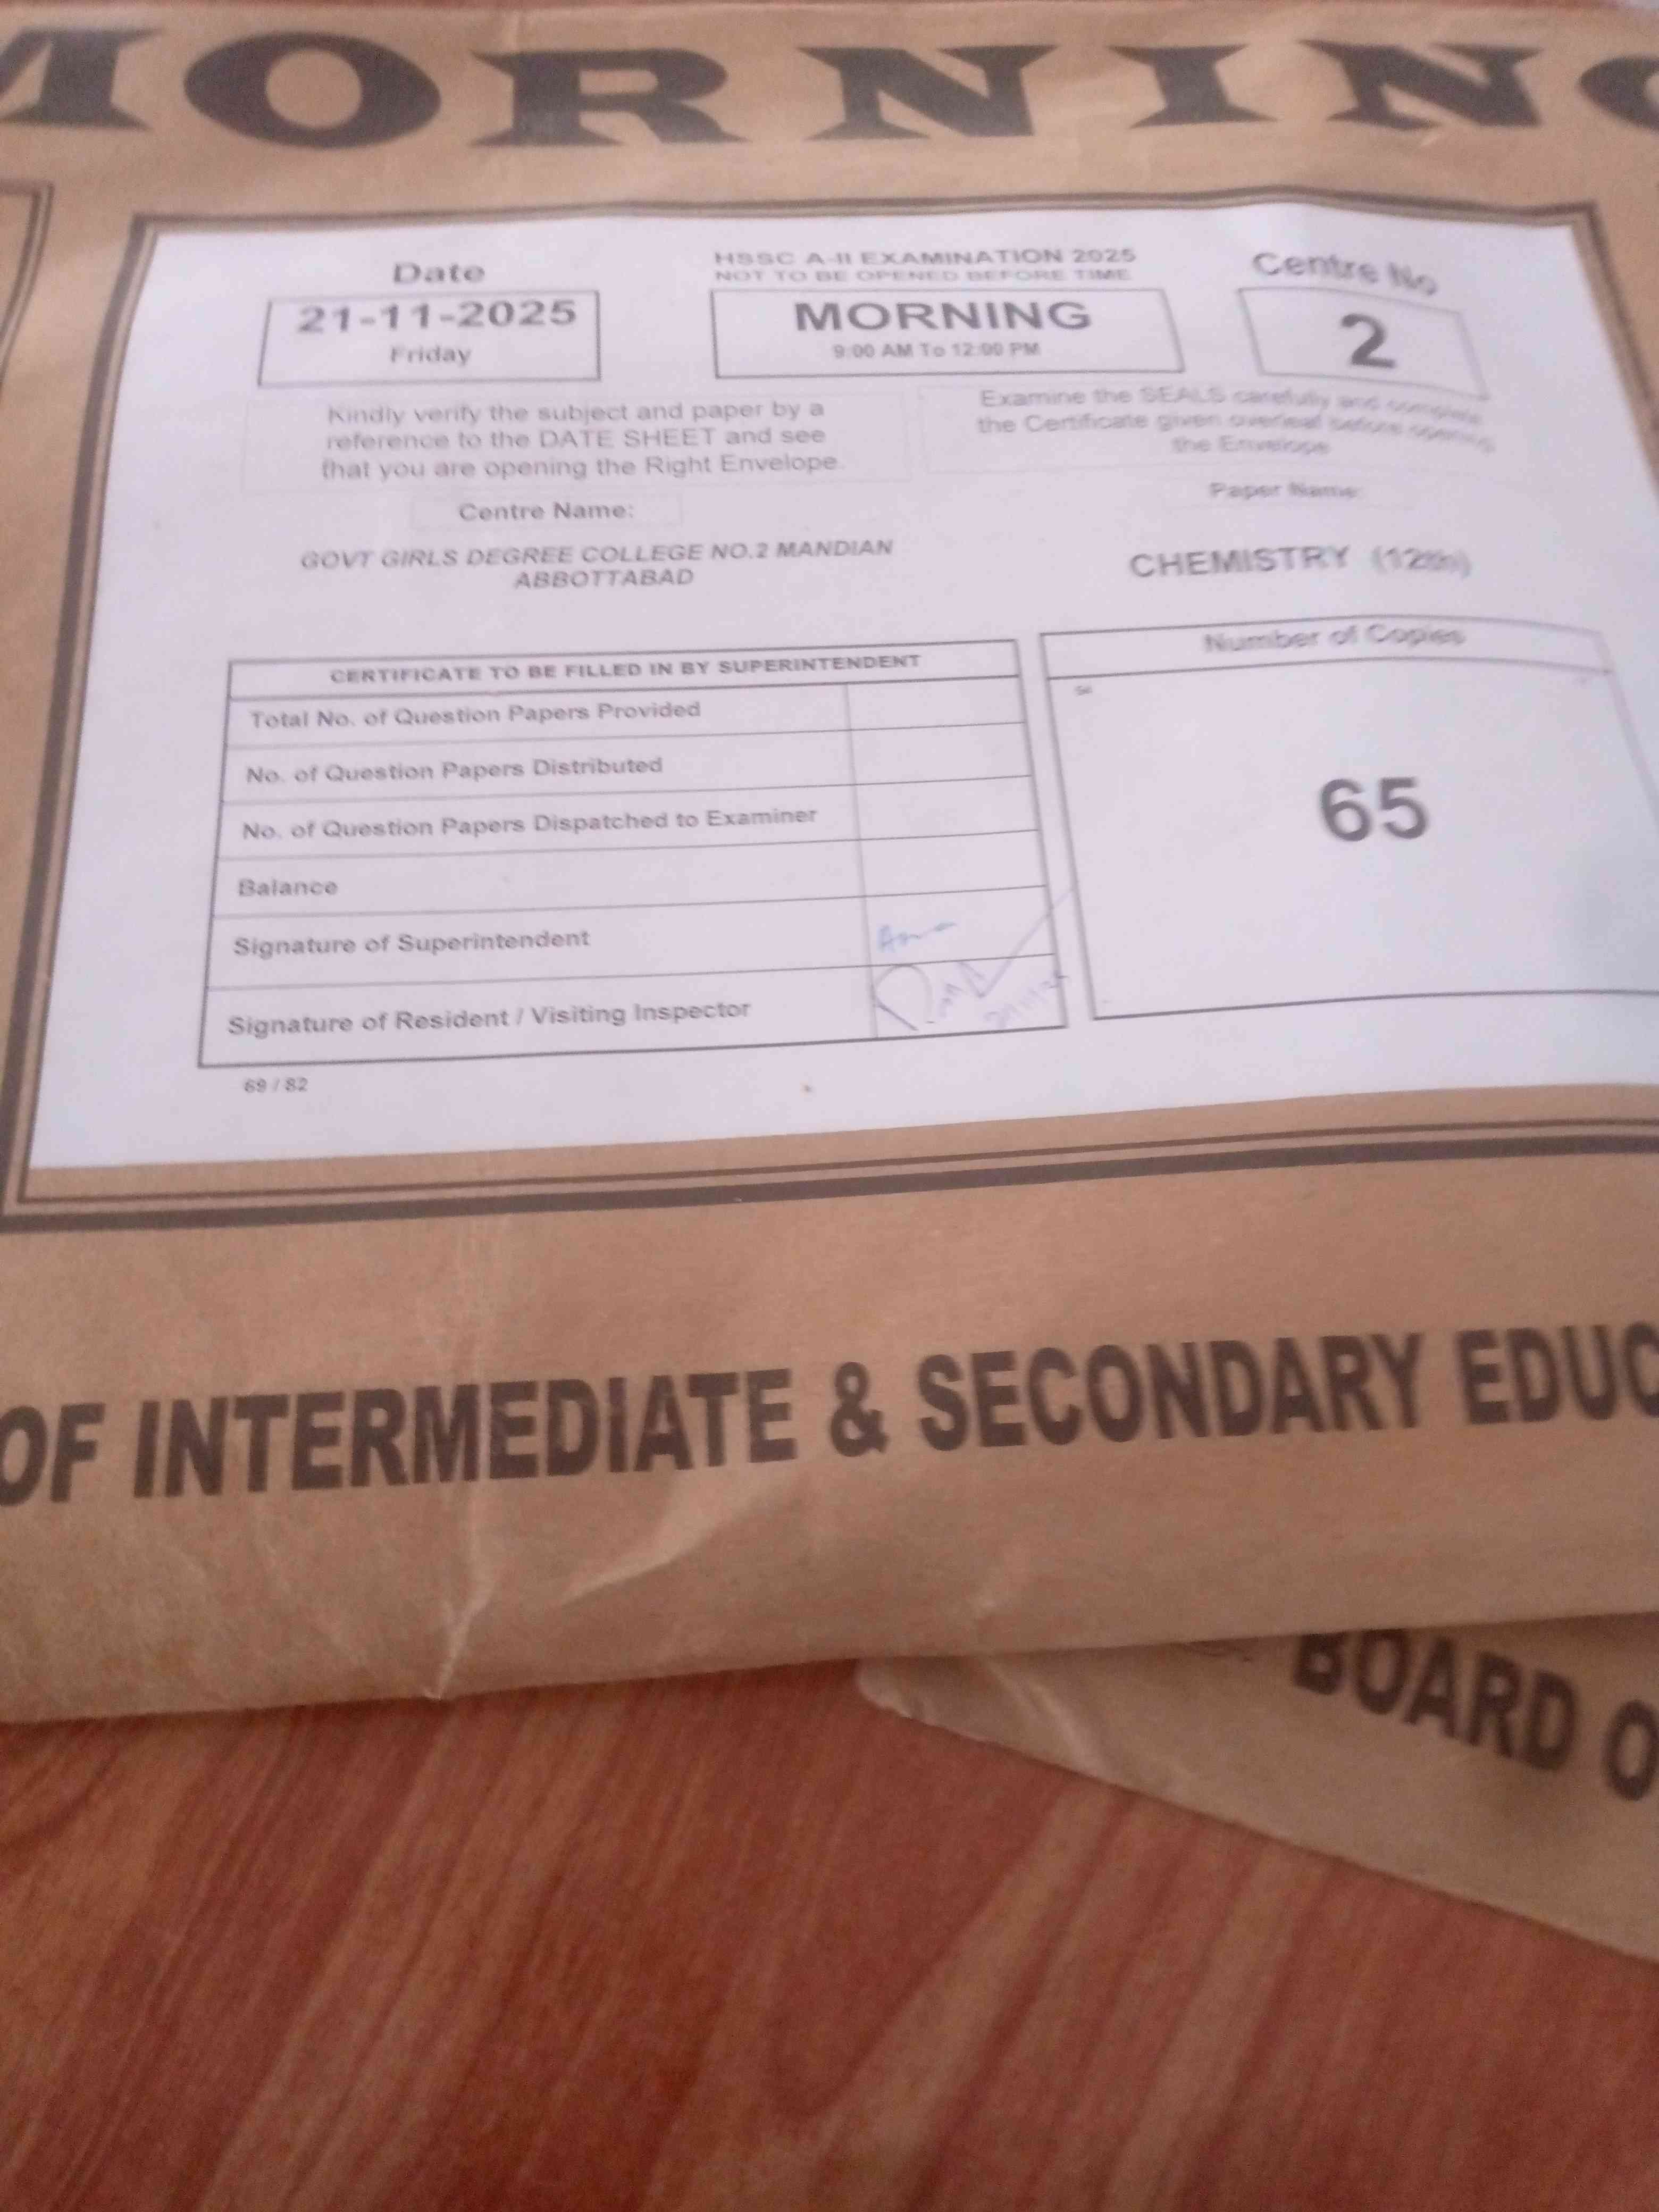 MORNING
Date
21-11-2025
Friday
HSSC A-II EXAMINATION 2025
NOT TO BE OPENED BEFORE TIME
MORNING
9:00 AM To 12:00 PM
Centre No
2
Kindly verify the subject and paper by a
reference to the DATE SHEET and see
that you are opening the Right Envelope.
Examine the SEALS carefully and complete
the Certificate given overleaf before opening
the Envelope
Centre Name:
GOVT GIRLS DEGREE COLLEGE NO.2 MANDIAN
ABBOTTABAD
Paper Name:
CHEMISTRY (12th)
CERTIFICATE TO BE FILLED IN BY SUPERINTENDENT
Total No. of Question Papers Provided
No. of Question Papers Distributed
No. of Question Papers Dispatched to Examiner
Balance
Signature of Superintendent
Signature of Resident / Visiting Inspector
69 / 82
Number of Copies
65
OF INTERMEDIATE & SECONDARY EDUC
BOARD O